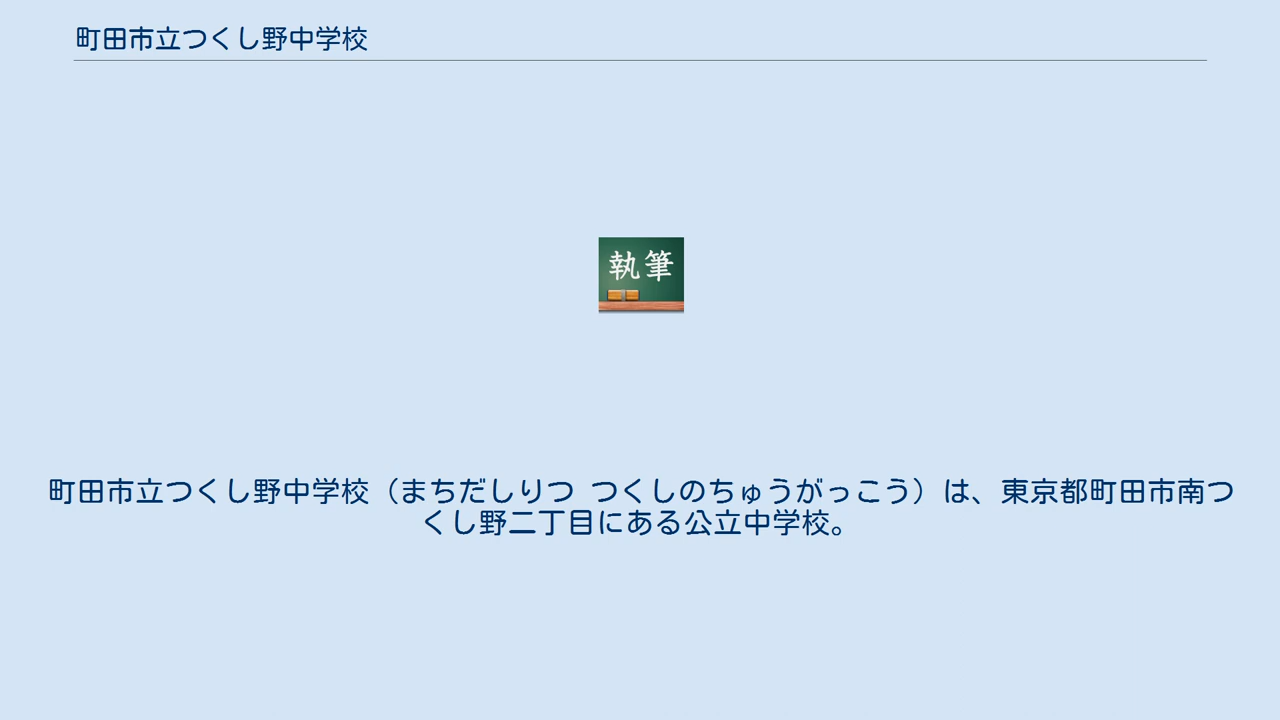 町田市立つくし野中学校
執筆
町田市立つくし野中学校（まちだしりつ つくしのちゅうがっこう）は、東京都町田市南つ
くし野二丁目にある公立中学校。